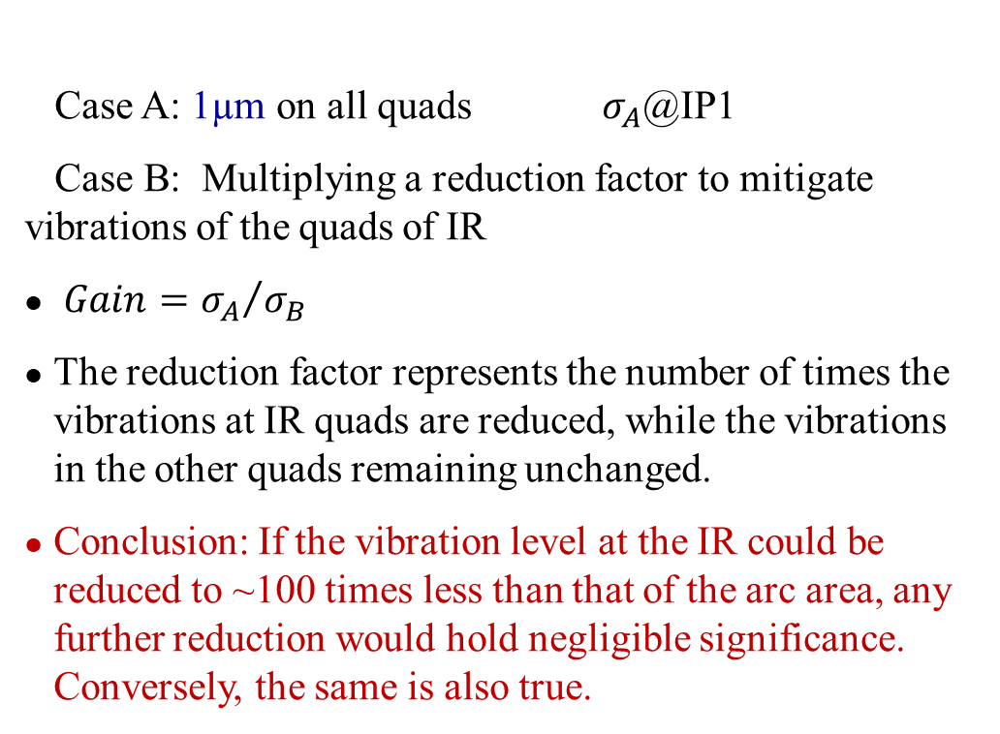 Case A: 1μm on all quads σ_A@IP1
Case B: Multiplying a reduction factor to mitigate
vibrations of the quads of IR
• Gain = σ_A/σ_B
• The reduction factor represents the number of times the
vibrations at IR quads are reduced, while the vibrations
in the other quads remaining unchanged.
• Conclusion: If the vibration level at the IR could be
reduced to ~100 times less than that of the arc area, any
further reduction would hold negligible significance.
Conversely, the same is also true.